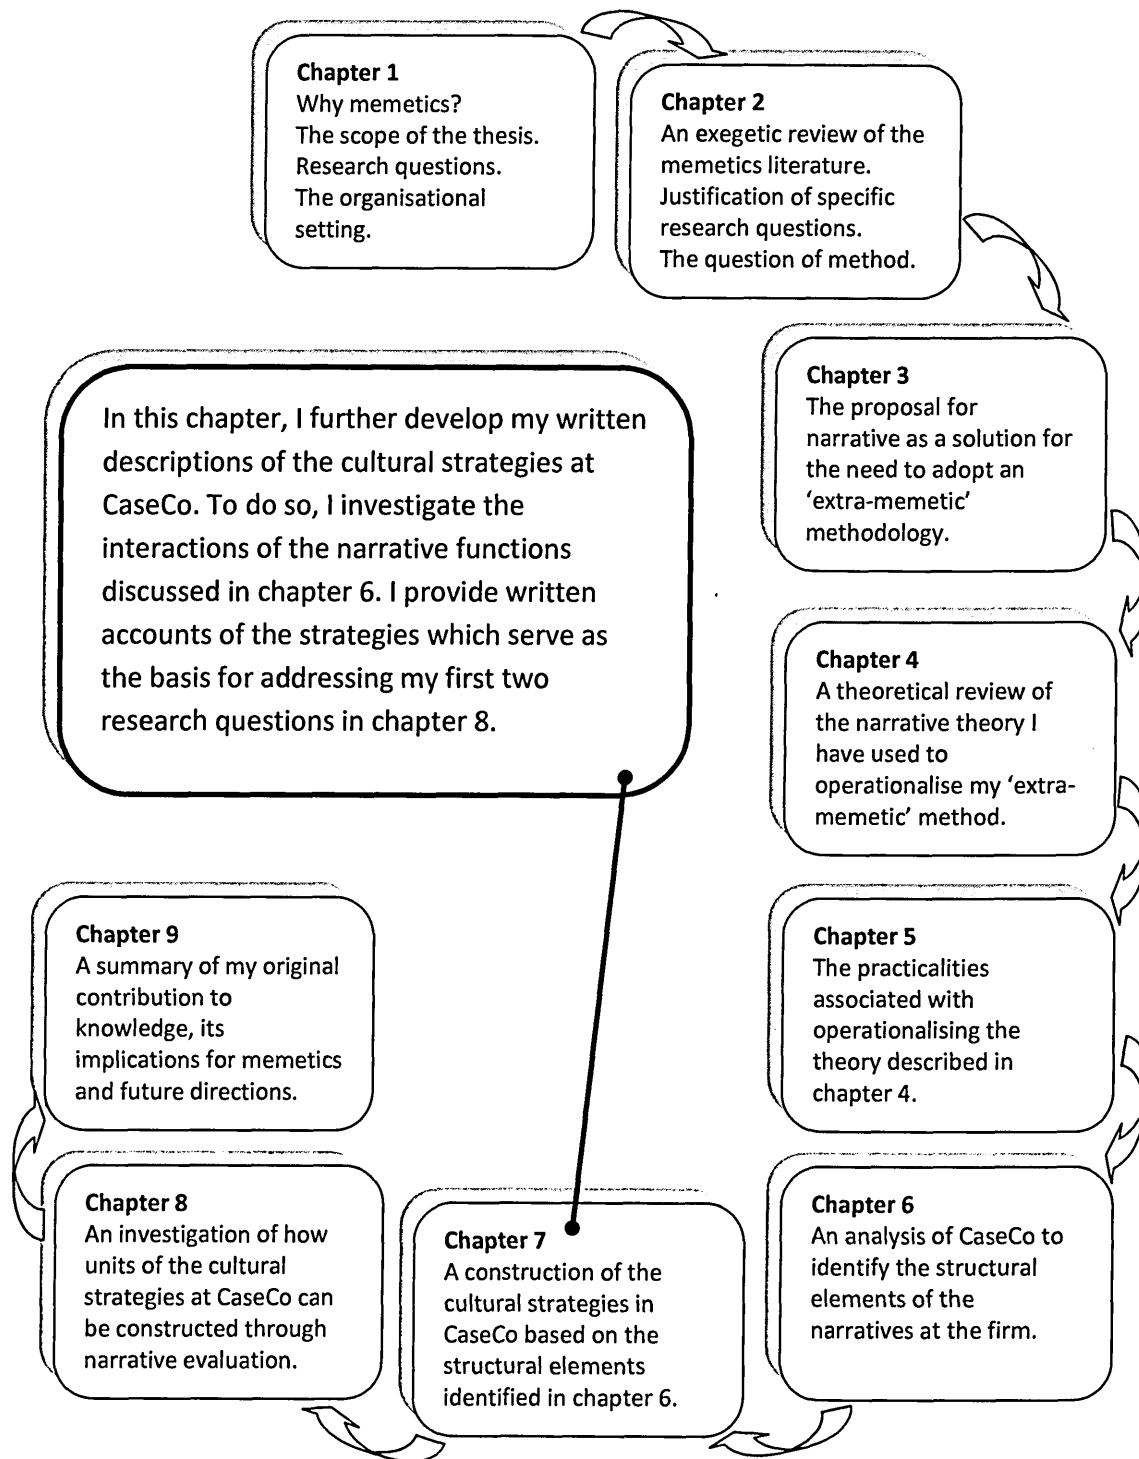 Chapter 1
Why memetics?
The scope of the thesis.
Research questions.
The organisational
setting.
Chapter 2
An exegetic review of the
memetics literature.
Justification of specific
research questions.
The question of method.
Chapter 3
The proposal for
narrative as a solution for
the need to adopt an
‘extra-memetic’
methodology.
In this chapter, I further develop my written
descriptions of the cultural strategies at
CaseCo. To do so, I investigate the
interactions of the narrative functions
discussed in chapter 6. I provide written
accounts of the strategies which serve as
the basis for addressing my first two
research questions in chapter 8.
Chapter 4
A theoretical review of
the narrative theory I
have used to
operationalise my ‘extra-
memetic’ method.
Chapter 5
The practicalities
associated with
operationalising the
theory described in
chapter 4.
Chapter 6
An analysis of CaseCo to
identify the structural
elements of the
narratives at the firm.
Chapter 7
A construction of the
cultural strategies in
CaseCo based on the
structural elements
identified in chapter 6.
Chapter 8
An investigation of how
units of the cultural
strategies at CaseCo can
be constructed through
narrative evaluation.
Chapter 9
A summary of my original
contribution to
knowledge, its
implications for memetics
and future directions.